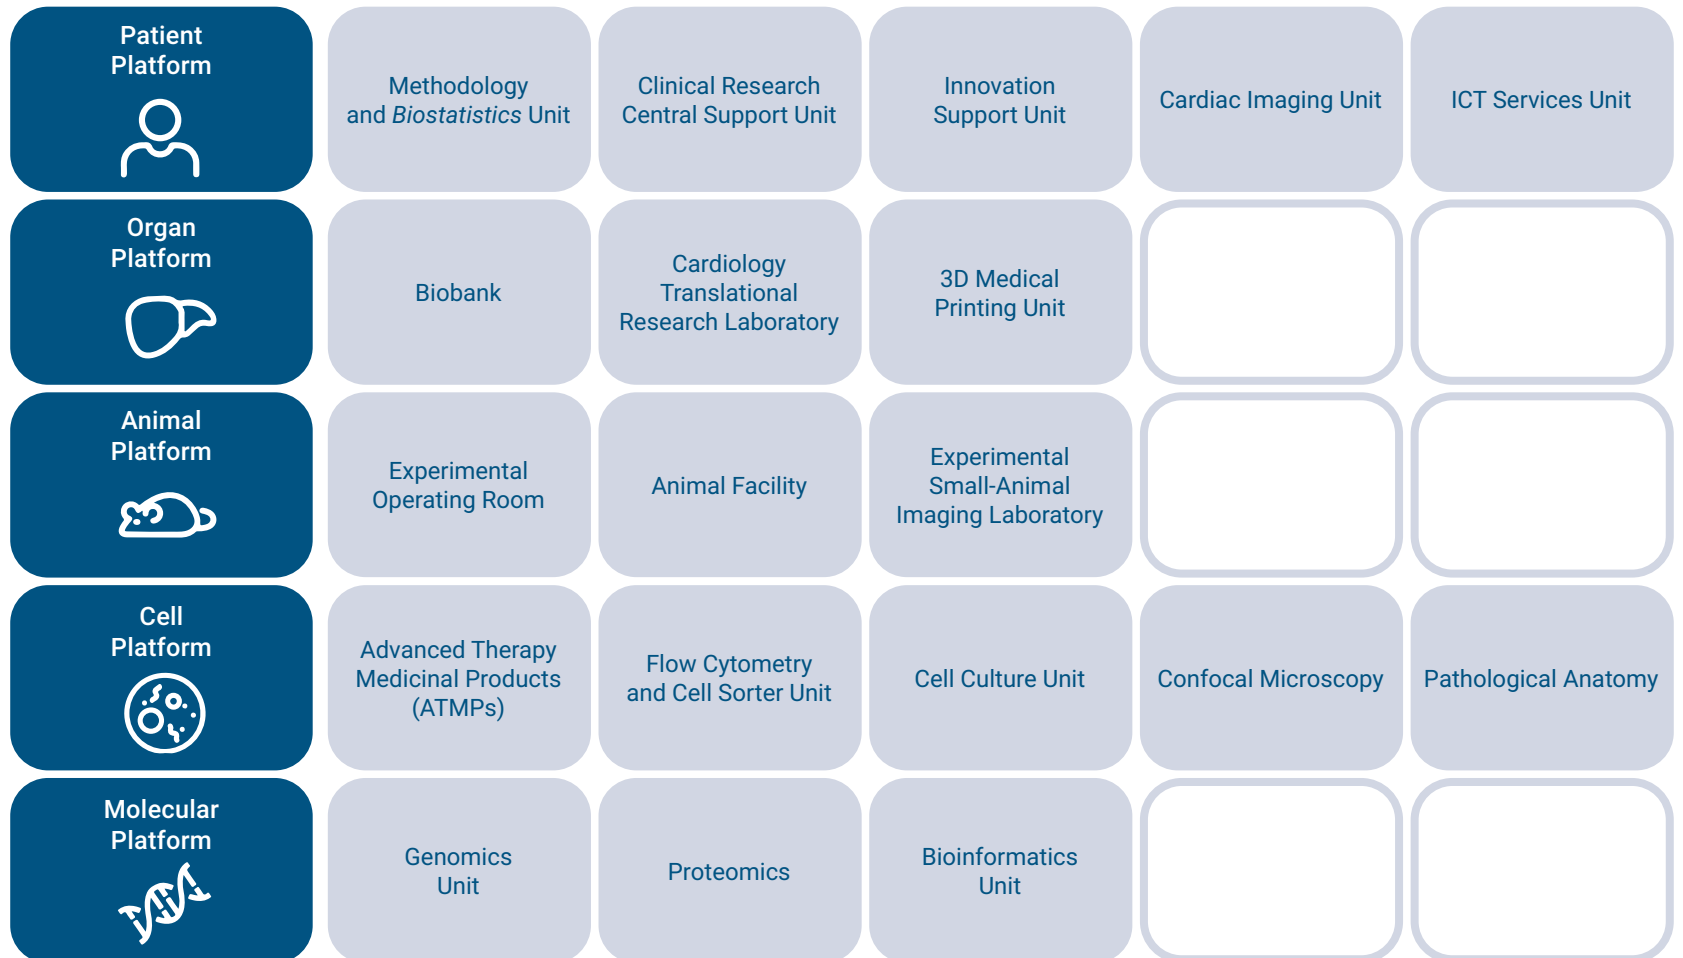 Patient
Platform
Methodology
and Biostatistics Unit
Clinical Research
Central Support Unit
Innovation
Support Unit
Cardiac Imaging Unit
ICT Services Unit
Organ
Platform
Biobank
Cardiology
Translational
Research Laboratory
3D Medical
Printing Unit
Animal
Platform
Experimental
Operating Room
Animal Facility
Experimental
Small-Animal
Imaging Laboratory
Cell
Platform
Advanced Therapy
Medicinal Products
(ATMPs)
Flow Cytometry
and Cell Sorter Unit
Cell Culture Unit
Confocal Microscopy
Pathological Anatomy
Molecular
Platform
Genomics
Unit
Proteomics
Bioinformatics
Unit